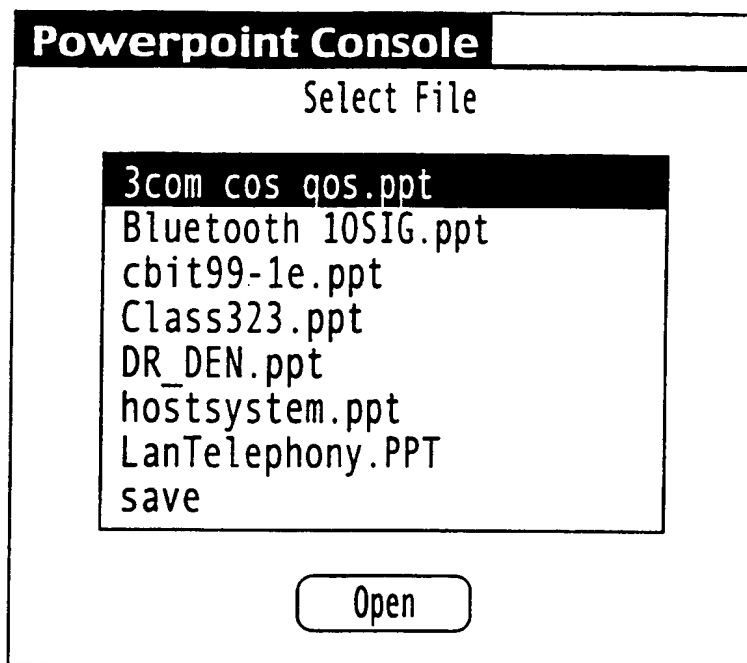 Powerpoint Console
Select File
3com cos qos.ppt
Bluetooth 10SIG.ppt
cbit99-1e.ppt
Class323.ppt
DR_DEN.ppt
hostsystem.ppt
LanTelephony.PPT
save
Open